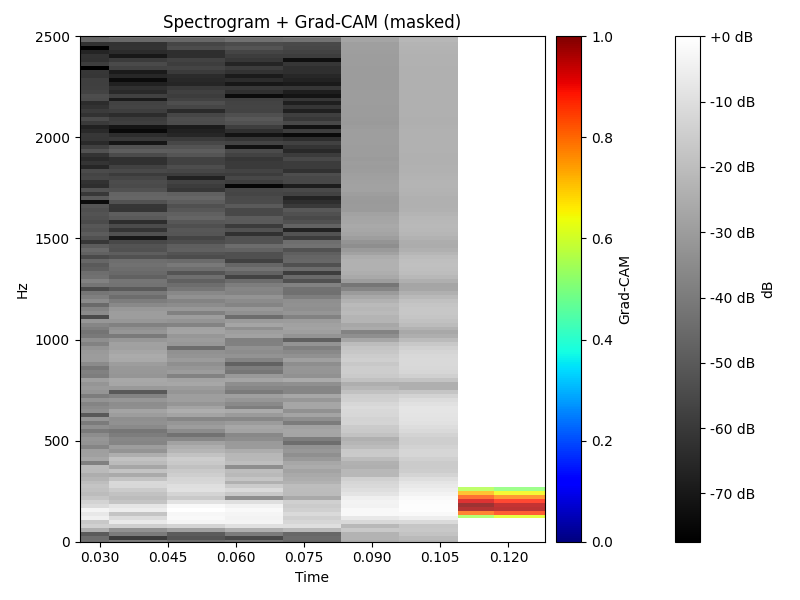 Spectrogram + Grad-CAM (masked)
2500
2000
1500
1000
500
0
Hz
0.030 0.045 0.060 0.075 0.090 0.105 0.120
Time
1.0
0.8
0.6
0.4
0.2
0.0
Grad-CAM
+0 dB
-10 dB
-20 dB
-30 dB
-40 dB
-50 dB
-60 dB
-70 dB
dB